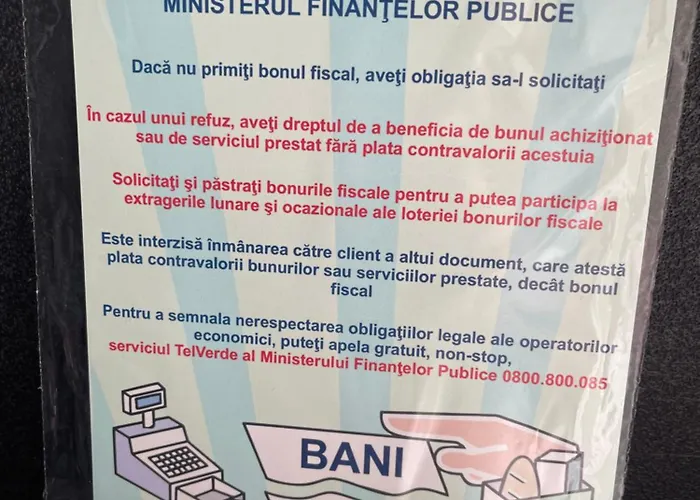 MINISTERUL FINANŢELOR PUBLICE
Dacă nu primiţi bonul fiscal, aveţi obligaţia sa-l solicitaţi
În cazul unui refuz, aveţi dreptul de a beneficia de bunul achiziţionat
sau de serviciul prestat fără plata contravalorii acestuia
Solicitaţi şi păstraţi bonurile fiscale pentru a putea participa la
extragerile lunare şi ocazionale ale loteriei bonurilor fiscale
Este interzisă înmânarea către client a altui document, care atestă
plata contravalorii bunurilor sau serviciilor prestate, decât bonul
fiscal
Pentru a semnala nerespectarea obligaţiilor legale ale operatorilor
economici, puteţi apela gratuit, non-stop,
serviciul TelVerde al Ministerului Finanţelor Publice 0800.800.085
BANI